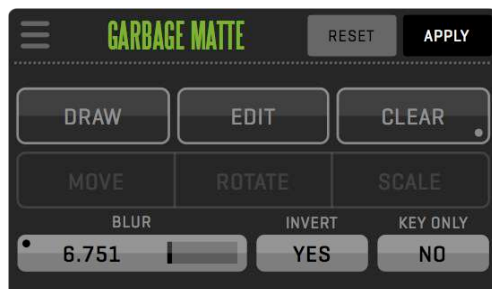 GARBAGE MATTE RESET APPLY
DRAW EDIT CLEAR
MOVE ROTATE SCALE
BLUR INVERT KEY ONLY
6.751 YES NO